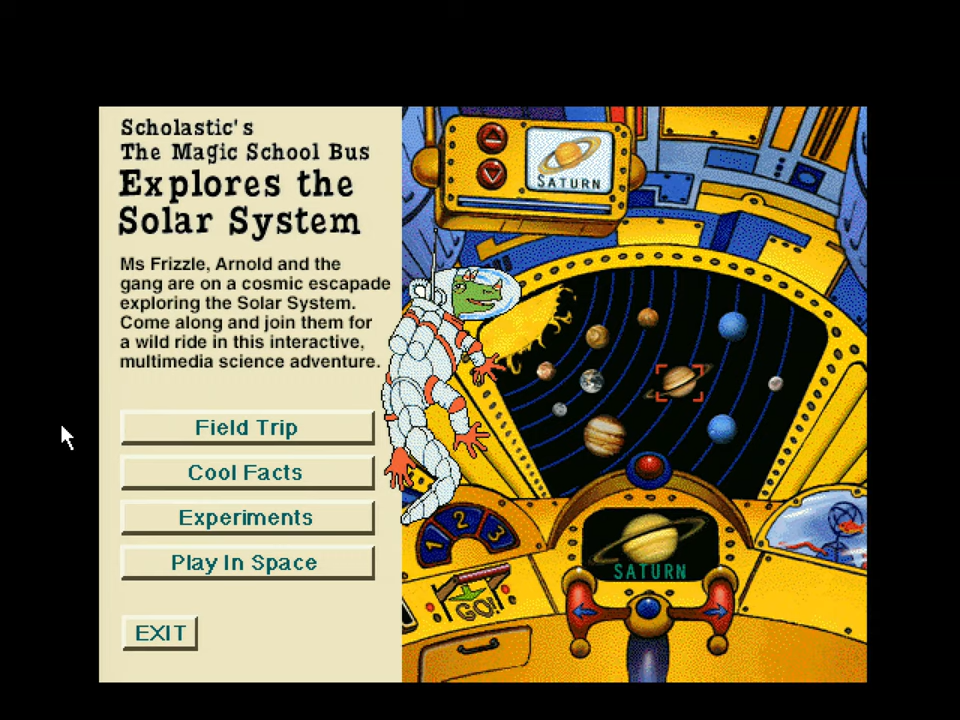 Scholastic's
The Magic School Bus
Explores the
Solar System
Ms Frizzle, Arnold and the
gang are on a cosmic escapade
exploring the Solar System.
Come along and join them for
a wild ride in this interactive,
multimedia science adventure.
Field Trip
Cool Facts
Experiments
Play In Space
EXIT
SATURN
1 2 3
SATURN
GO!